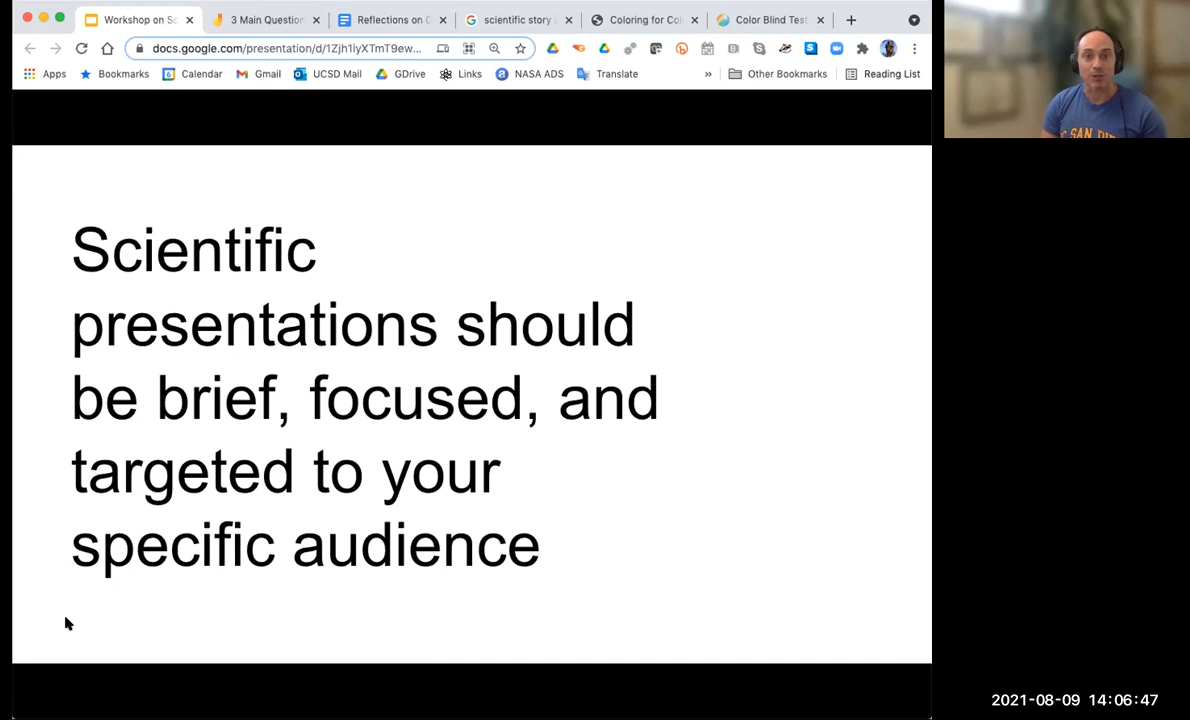 Workshop on Sc
3 Main Question
Reflections on C
scientific story
Coloring for Col
Color Blind Test
docs.google.com/presentation/d/1Zjh1iyXTmT9ew...
Apps
Bookmarks
Calendar
Gmail
UCSD Mail
GDrive
Links
NASA ADS
Translate
»
Other Bookmarks
Reading List
SAN DI
Scientific
presentations should
be brief, focused, and
targeted to your
specific audience
2021-08-09 14:06:47